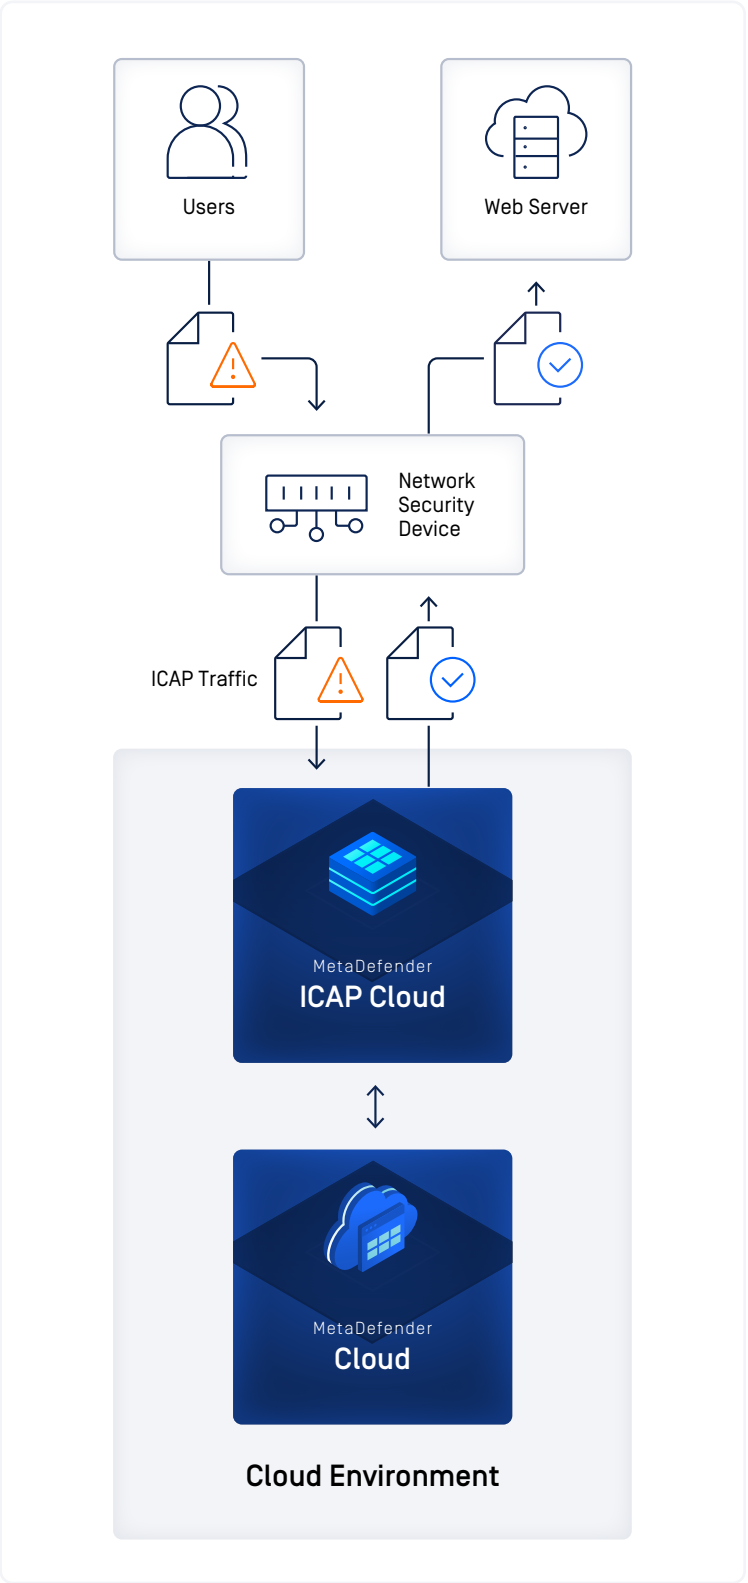 Users
Web Server
Network
Security
Device
ICAP Traffic
MetaDefender
ICAP Cloud
MetaDefender
Cloud
Cloud Environment